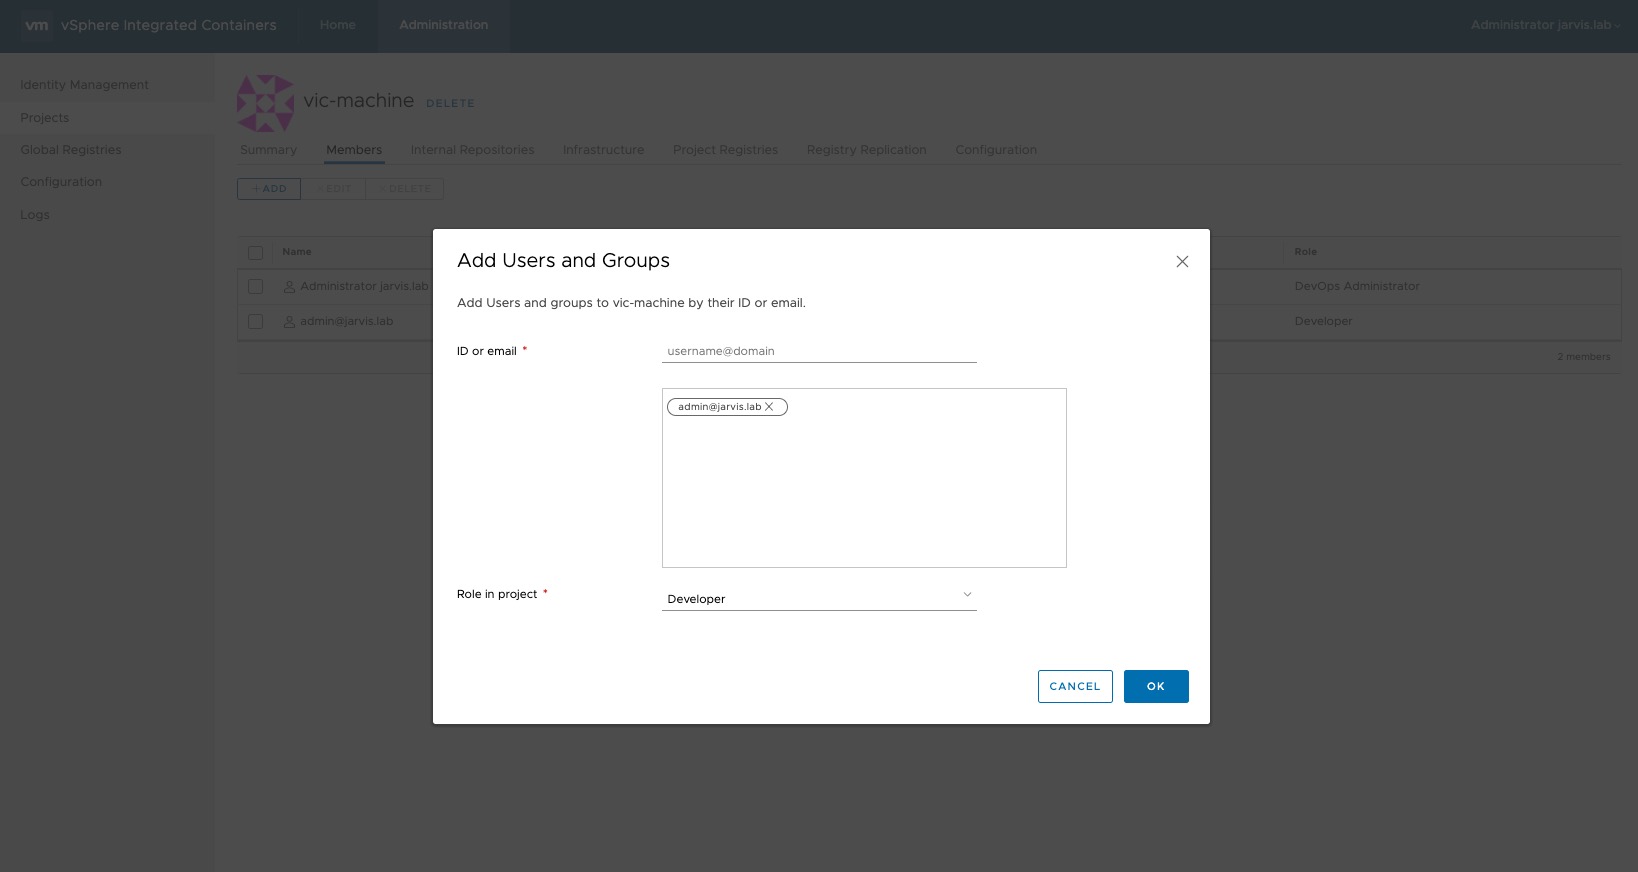 vm vSphere Integrated Containers Home Administration Administrator jarvis.lab
Identity Management
Projects
Global Registries
Configuration
Logs
vic-machine DELETE
Summary Members Internal Repositories Infrastructure Project Registries Registry Replication Configuration
+ADD EDIT DELETE
Name Role
Administrator jarvis.lab DevOps Administrator
admin@jarvis.lab Developer
2 members
Add Users and Groups
Add Users and groups to vic-machine by their ID or email.
ID or email * username@domain
admin@jarvis.lab
Role in project * Developer
CANCEL OK